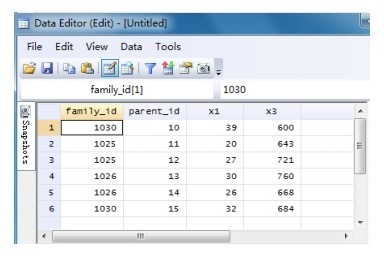 Data Editor (Edit) - [Untitled]
File Edit View Data Tools
family_id[1] 1030
Snapshots
family_id parent_id x1 x3
1 1030 10 39 600
2 1025 11 20 643
3 1025 12 27 721
4 1026 13 30 760
5 1026 14 26 668
6 1030 15 32 684